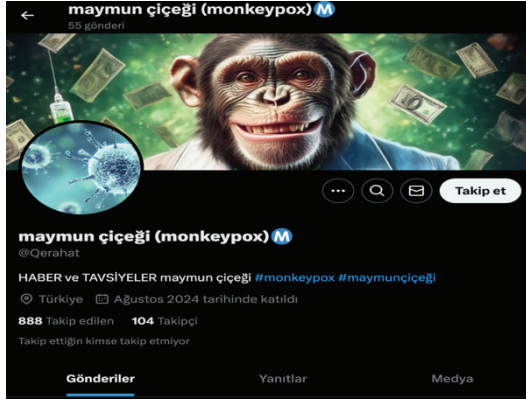 maymun çiçeği (monkeypox) M
55 gönderi
Takip et
maymun çiçeği (monkeypox) M
@Qerahat
HABER ve TAVSİYELER maymun çiçeği #monkeypox #maymunçiçeği
Türkiye Ağustos 2024 tarihinde katıldı
888 Takip edilen 104 Takipçi
Takip ettiğin kimse takip etmiyor
Gönderiler Yanıtlar Medya